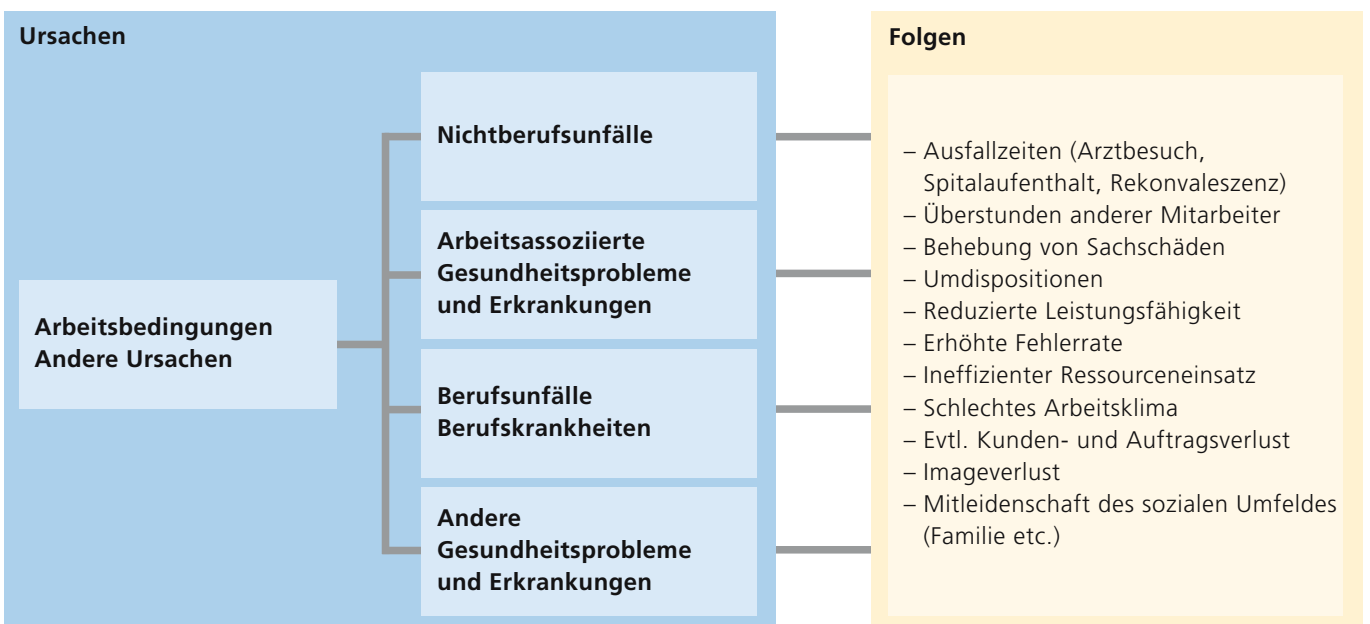 Ursachen
Arbeitsbedingungen
Andere Ursachen
Nichtberufsunfälle
Arbeitsassoziierte
Gesundheitsprobleme
und Erkrankungen
Berufsunfälle
Berufskrankheiten
Andere
Gesundheitsprobleme
und Erkrankungen
Folgen
– Ausfallzeiten (Arztbesuch,
Spitalaufenthalt, Rekonvaleszenz)
– Überstunden anderer Mitarbeiter
– Behebung von Sachschäden
– Umdispositionen
– Reduzierte Leistungsfähigkeit
– Erhöhte Fehlerrate
– Ineffizienter Ressourceneinsatz
– Schlechtes Arbeitsklima
– Evtl. Kunden- und Auftragsverlust
– Imageverlust
– Mitleidenschaft des sozialen Umfeldes
(Familie etc.)